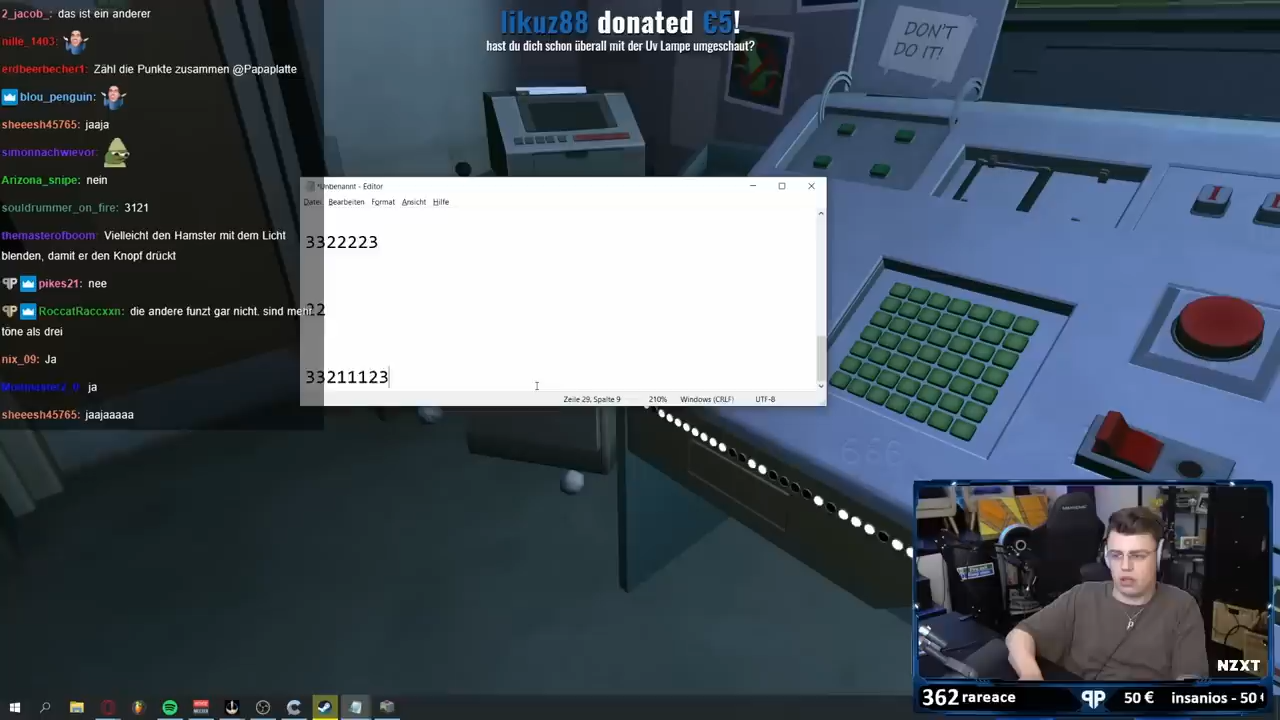 likuz88 donated €5!
hast du dich schon überall mit der Uv Lampe umgeschaut?
2_jacob_: das ist ein anderer
nille_1403:
erdbeerbecher1: Zähl die Punkte zusammen @Papaplatte
blou_penguin:
sheeesh45765: jaaja
simonnachwievor:
Arizona_snipe: nein
souldrummer_on_fire: 3121
themasterofboom: Vielleicht den Hamster mit dem Licht
blenden, damit er den Knopf drückt
pikes21: nee
RoccatRaccxxn: die andere funzt gar nicht. sind mehr
töne als drei
nix_09: Ja
ja
sheeesh45765: jaajaaaaa
*Unbenannt - Editor
Datei Bearbeiten Format Ansicht Hilfe
3322223
33211123
Zeile 29, Spalte 9 210% Windows (CRLF) UTF-8
DON'T
DO IT!
I
666
NZXT
362 rareace PP 50 € insanios - 50